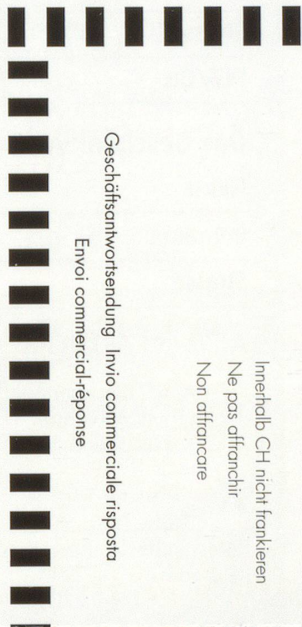 Innerhalb CH nicht frankieren
Ne pas affranchir
Non affrancare
Geschäftsantwortsendung Invio commerciale risposta
Envoi commercial-réponse